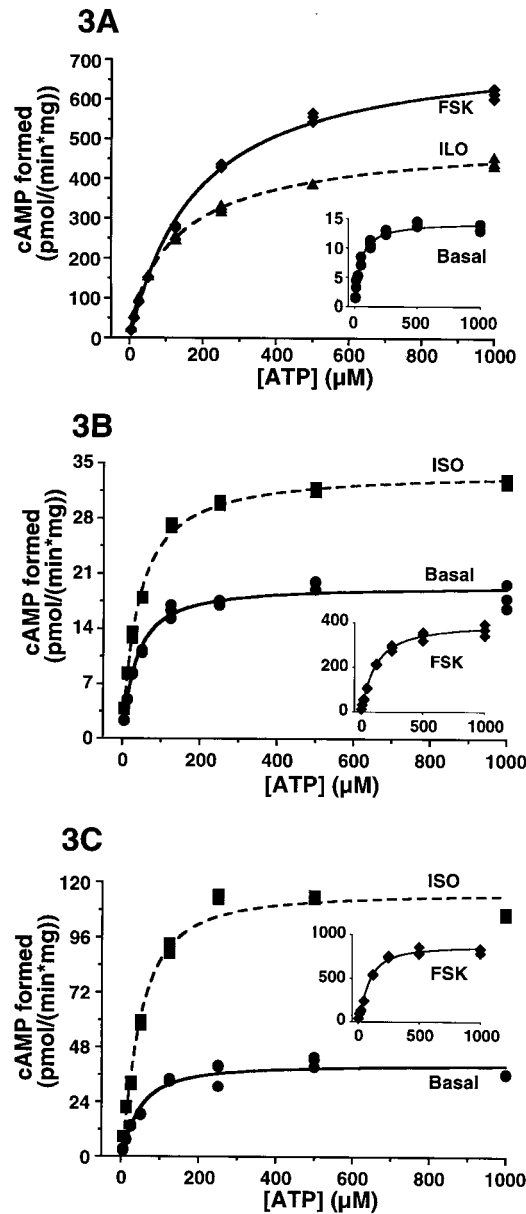 3A
cAMP formed
(pmol/(min*mg))
700
600
500
400
300
200
100
0
FSK
ILO
15
10
5
0
Basal
0 500 1000
0 200 400 600 800 1000
[ATP] (µM)
3B
cAMP formed
(pmol/(min*mg))
35
28
21
14
7
0
ISO
Basal
400
200
0
FSK
0 500 1000
0 200 400 600 800 1000
[ATP] (µM)
3C
cAMP formed
(pmol/(min*mg))
120
96
72
48
24
0
ISO
1000
500
0
FSK
0 500 1000
Basal
0 200 400 600 800 1000
[ATP] (µM)